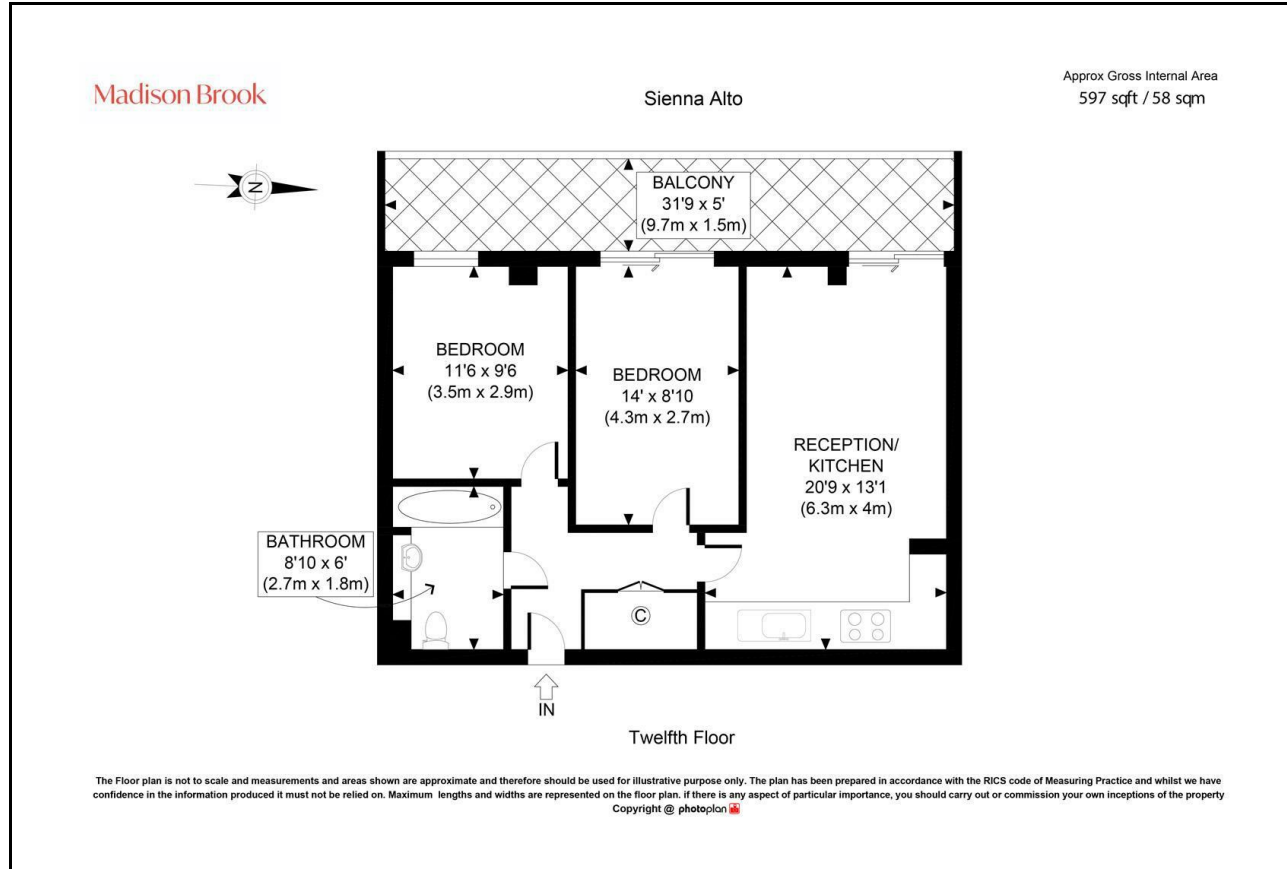 Madison Brook
Sienna Alto
Approx Gross Internal Area
597 sqft / 58 sqm
N
BALCONY
31'9 x 5'
(9.7m x 1.5m)
BEDROOM
11'6 x 9'6
(3.5m x 2.9m)
BEDROOM
14' x 8'10
(4.3m x 2.7m)
RECEPTION/
KITCHEN
20'9 x 13'1
(6.3m x 4m)
BATHROOM
8'10 x 6'
(2.7m x 1.8m)
C
IN
Twelfth Floor
The Floor plan is not to scale and measurements and areas shown are approximate and therefore should be used for illustrative purpose only. The plan has been prepared in accordance with the RICS code of Measuring Practice and whilst we have
confidence in the information produced it must not be relied on. Maximum lengths and widths are represented on the floor plan. if there is any aspect of particular importance, you should carry out or commission your own inceptions of the property
Copyright @ photoplan